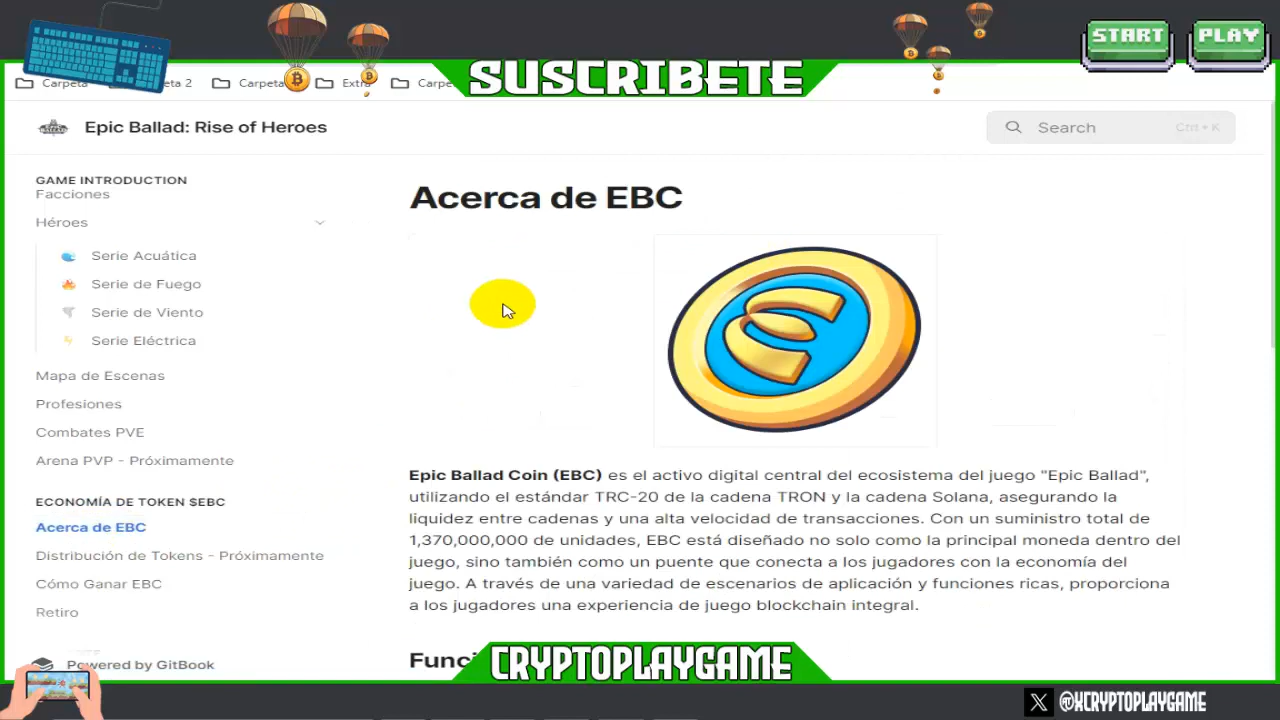 START
PLAY
Carpeta
ta 2
Carpeta
Extra
Carpe
SUSCRIBETE
Epic Ballad: Rise of Heroes
Search
Ctrl + K
GAME INTRODUCTION
Facciones
Héroes
Serie Acuática
Serie de Fuego
Serie de Viento
Serie Eléctrica
Mapa de Escenas
Profesiones
Combates PVE
Arena PVP - Próximamente
ECONOMÍA DE TOKEN $EBC
Acerca de EBC
Distribución de Tokens - Próximamente
Cómo Ganar EBC
Retiro
Powered by GitBook
Acerca de EBC
Epic Ballad Coin (EBC) es el activo digital central del ecosistema del juego "Epic Ballad",
utilizando el estándar TRC-20 de la cadena TRON y la cadena Solana, asegurando la
liquidez entre cadenas y una alta velocidad de transacciones. Con un suministro total de
1,370,000,000 de unidades, EBC está diseñado no solo como la principal moneda dentro del
juego, sino también como un puente que conecta a los jugadores con la economía del
juego. A través de una variedad de escenarios de aplicación y funciones ricas, proporciona
a los jugadores una experiencia de juego blockchain integral.
Funci
CRYPTOPLAYGAME
X @XCRYPTOPLAYGAME